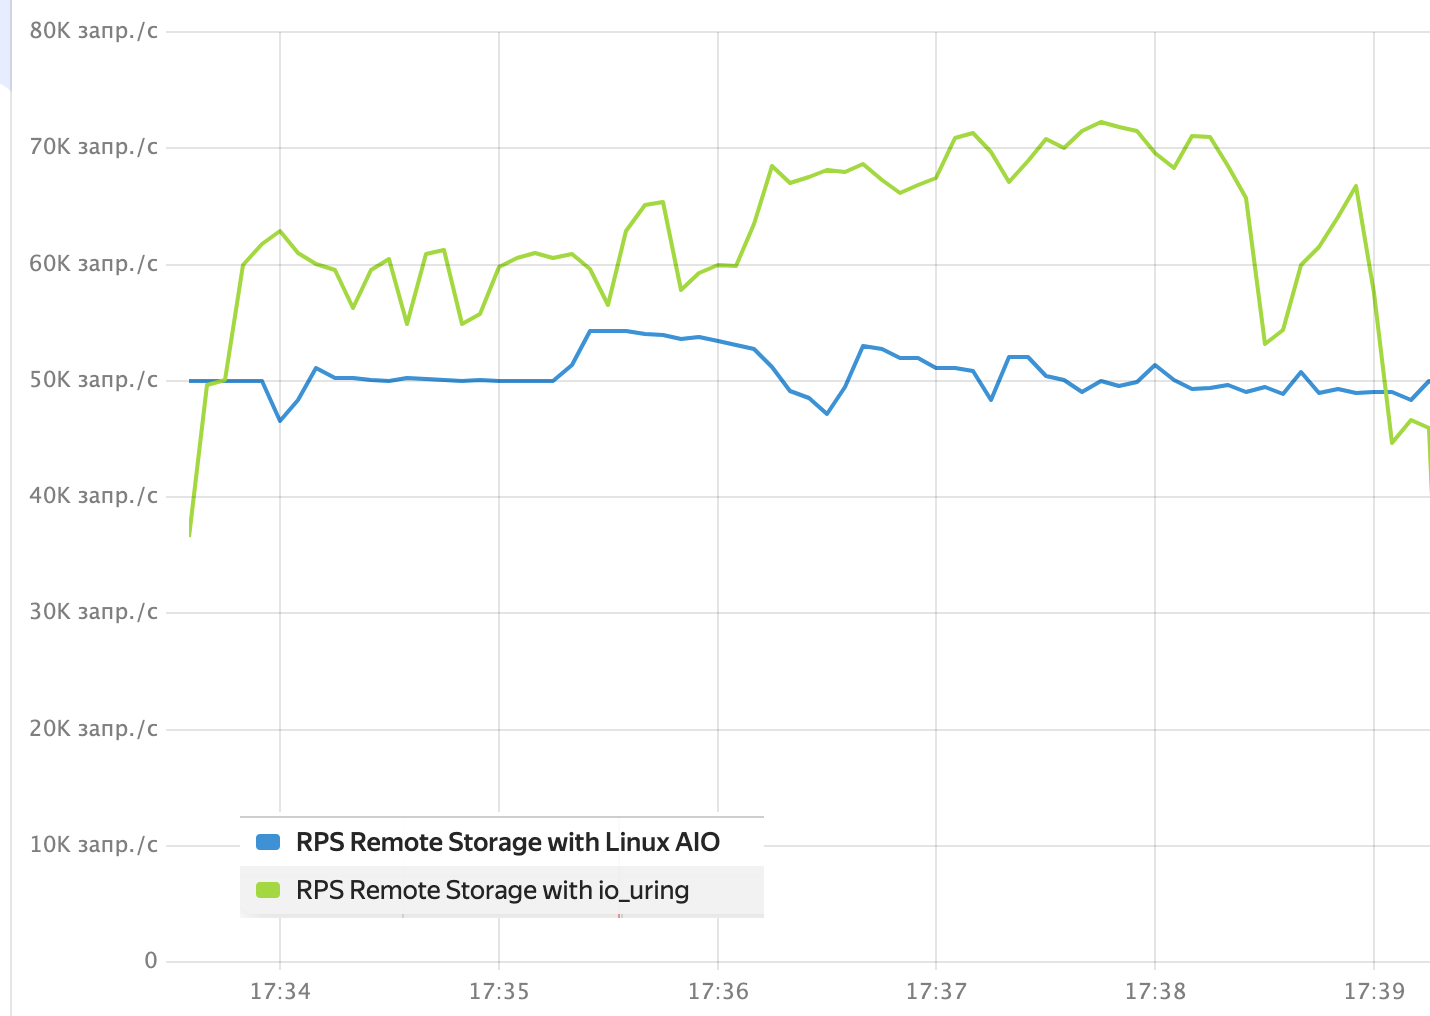 80K запр./с
70K запр./с
60K запр./с
50K запр./с
40K запр./с
30K запр./с
20K запр./с
10K запр./с
RPS Remote Storage with Linux AIO
RPS Remote Storage with io_uring
0
17:34 17:35 17:36 17:37 17:38 17:39